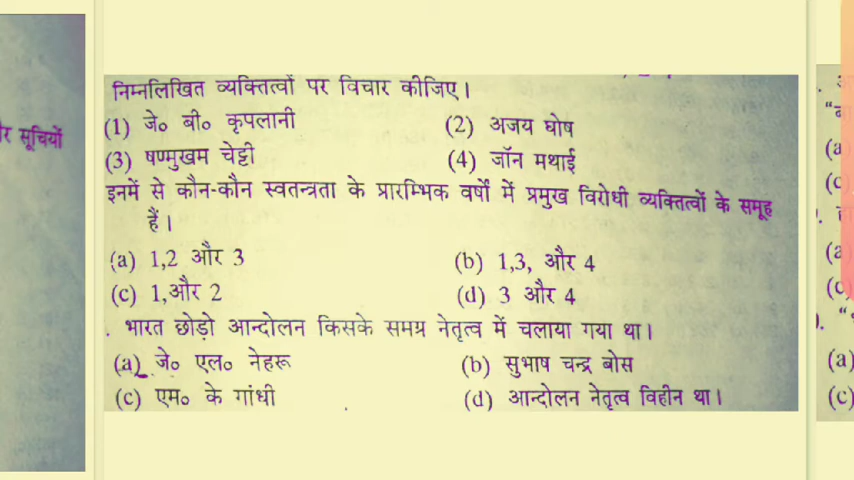 र सूचियों
निम्नलिखित व्यक्तित्वों पर विचार कीजिए।
(1) जे० बी० कृपलानी (2) अजय घोष
(3) षण्मुखम चेट्टी (4) जॉन मथाई
इनमें से कौन-कौन स्वतन्त्रता के प्रारम्भिक वर्षों में प्रमुख विरोधी व्यक्तित्वों के समूह
हैं।
(a) 1,2 और 3 (b) 1,3, और 4
(c) 1,और 2 (d) 3 और 4
. भारत छोड़ो आन्दोलन किसके समग्र नेतृत्व में चलाया गया था।
(a) जे० एल० नेहरू (b) सुभाष चन्द्र बोस
(c) एम० के गांधी (d) आन्दोलन नेतृत्व विहीन था।
(a)
(c)
(a)
(c)